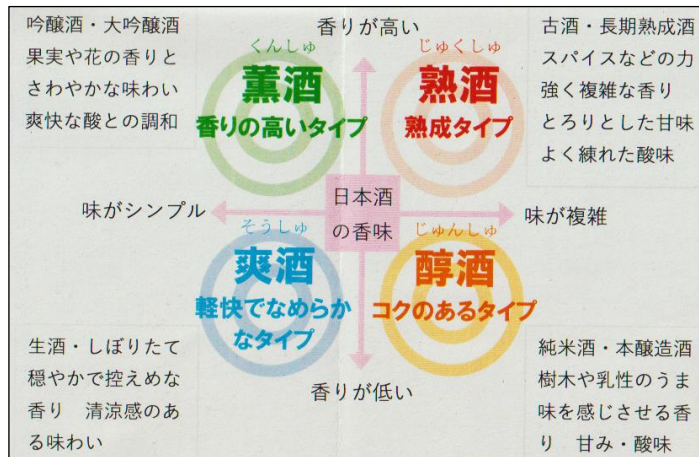 吟醸酒・大吟醸酒
果実や花の香りと
さわやかな味わい
爽快な酸との調和
香りが高い
古酒・長期熟成酒
スパイスなどの力
強く複雑な香り
とろりとした甘味
よく練れた酸味
くんしゅ
薫酒
香りの高いタイプ
じゅくしゅ
熟酒
熟成タイプ
味がシンプル
日本酒
の香味
味が複雑
そうしゅ
爽酒
軽快でなめらか
なタイプ
じゅんしゅ
醇酒
コクのあるタイプ
生酒・しぼりたて
穏やかで控えめな
香り　清涼感のあ
る味わい
香りが低い
純米酒・本醸造酒
樹木や乳性のうま
味を感じさせる香
り　甘み・酸味